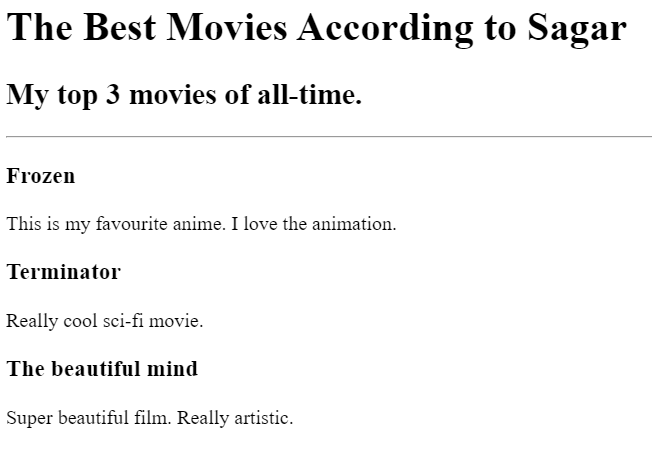 The Best Movies According to Sagar
My top 3 movies of all-time.
Frozen
This is my favourite anime. I love the animation.
Terminator
Really cool sci-fi movie.
The beautiful mind
Super beautiful film. Really artistic.